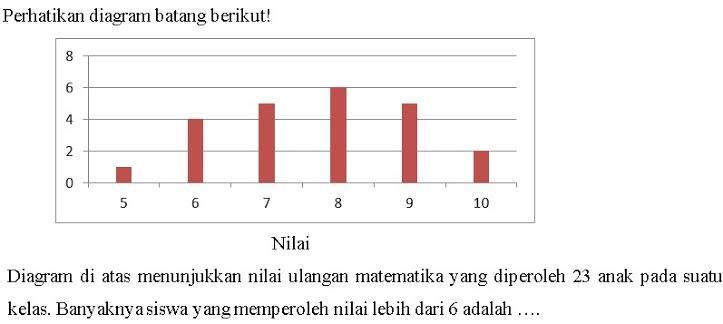 Perhatikan diagram batang berikut!
8
6
4
2
0
5 6 7 8 9 10
Nilai
Diagram di atas menunjukkan nilai ulangan matematika yang diperoleh 23 anak pada suatu
kelas. Banyaknya siswa yang memperoleh nilai lebih dari 6 adalah ....